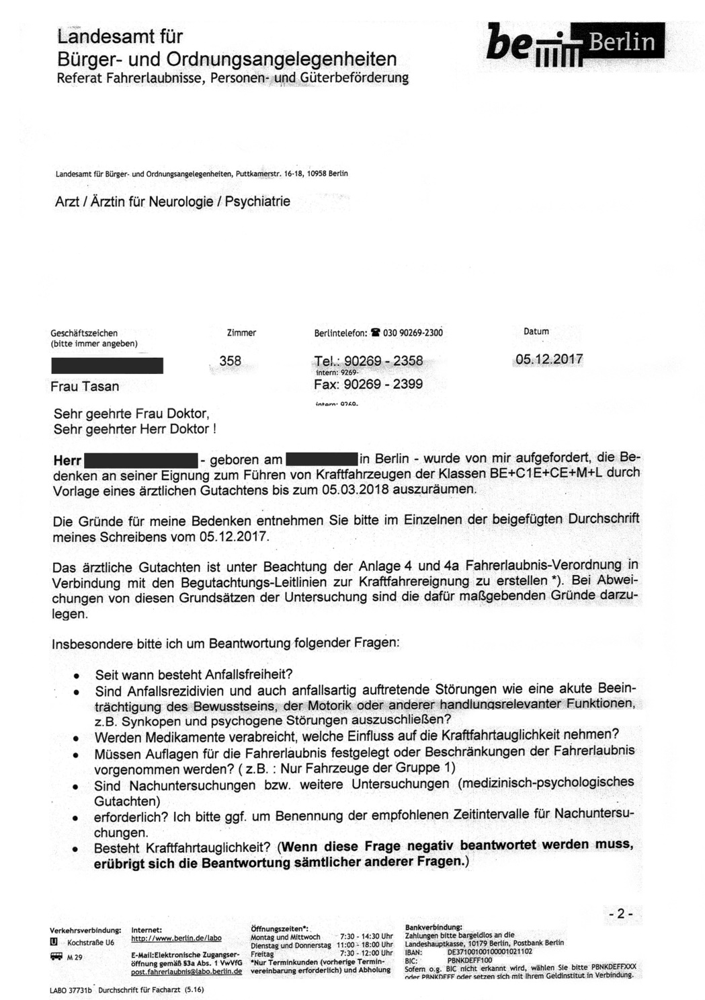 Landesamt für
Bürger- und Ordnungsangelegenheiten
Referat Fahrerlaubnisse, Personen- und Güterbeförderung
be Berlin
Landesamt für Bürger- und Ordnungsangelegenheiten, Puttkamerstr. 16-18, 10958 Berlin
Arzt / Ärztin für Neurologie / Psychiatrie
Geschäftszeichen Zimmer Berlintelefon: ☎ 030 90269-2300 Datum
(bitte immer angeben)
358 Tel.: 90269 - 2358 05.12.2017
intern: 9269-
Frau Tasan Fax: 90269 - 2399
intern: 9269-
Sehr geehrte Frau Doktor,
Sehr geehrter Herr Doktor !
Herr - geboren am in Berlin - wurde von mir aufgefordert, die Be-
denken an seiner Eignung zum Führen von Kraftfahrzeugen der Klassen BE+C1E+CE+M+L durch
Vorlage eines ärztlichen Gutachtens bis zum 05.03.2018 auszuräumen.
Die Gründe für meine Bedenken entnehmen Sie bitte im Einzelnen der beigefügten Durchschrift
meines Schreibens vom 05.12.2017.
Das ärztliche Gutachten ist unter Beachtung der Anlage 4 und 4a Fahrerlaubnis-Verordnung in
Verbindung mit den Begutachtungs-Leitlinien zur Kraftfahrereignung zu erstellen *). Bei Abwei-
chungen von diesen Grundsätzen der Untersuchung sind die dafür maßgebenden Gründe darzu-
legen.
Insbesondere bitte ich um Beantwortung folgender Fragen:
• Seit wann besteht Anfallsfreiheit?
• Sind Anfallsrezidivien und auch anfallsartig auftretende Störungen wie eine akute Beein-
trächtigung des Bewusstseins, der Motorik oder anderer handlungsrelevanter Funktionen,
z.B. Synkopen und psychogene Störungen auszuschließen?
• Werden Medikamente verabreicht, welche Einfluss auf die Kraftfahrtauglichkeit nehmen?
• Müssen Auflagen für die Fahrerlaubnis festgelegt oder Beschränkungen der Fahrerlaubnis
vorgenommen werden? ( z.B. : Nur Fahrzeuge der Gruppe 1)
• Sind Nachuntersuchungen bzw. weitere Untersuchungen (medizinisch-psychologisches
Gutachten)
• erforderlich? Ich bitte ggf. um Benennung der empfohlenen Zeitintervalle für Nachuntersu-
chungen.
• Besteht Kraftfahrtauglichkeit? (Wenn diese Frage negativ beantwortet werden muss,
erübrigt sich die Beantwortung sämtlicher anderer Fragen.)
- 2 -
Verkehrsverbindung:
U Kochstraße U6
M 29
Internet:
http://www.berlin.de/labo
E-Mail:Elektronische Zugangser-
öffnung gemäß §3a Abs. 1 VwVfG
post.fahrerlaubnis@labo.berlin.de
Öffnungszeiten*:
Montag und Mittwoch 7:30 - 14:30 Uhr
Dienstag und Donnerstag 11:00 - 18:00 Uhr
Freitag 7:30 - 12:00 Uhr
*Nur Terminkunden (vorherige Termin-
vereinbarung erforderlich) und Abholung
Bankverbindung:
Zahlungen bitte bargeldlos an die
Landeshauptkasse, 10179 Berlin, Postbank Berlin
IBAN: DE37100100100001021102
BIC: PBNKDEFF100
Sofern o.g. BIC nicht erkannt wird, wählen Sie bitte PBNKDEFFXXX
oder PBNKDEFF oder setzen sich mit Ihrem Geldinstitut in Verbindung.
LABO 37731b Durchschrift für Facharzt (5.16)